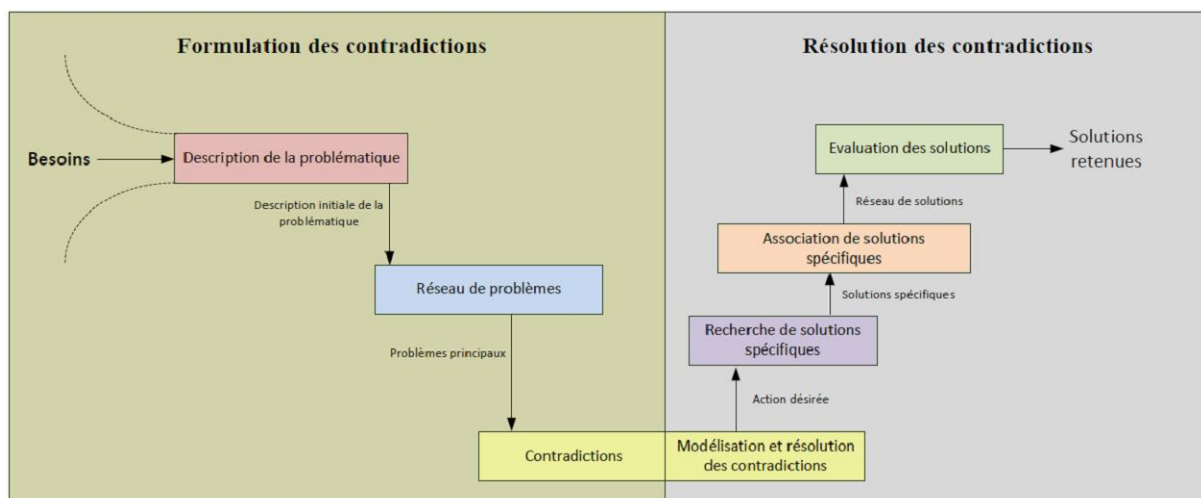 Formulation des contradictions
Besoins
Description de la problématique
Description initiale de la
problématique
Réseau de problèmes
Problèmes principaux
Contradictions
Résolution des contradictions
Modélisation et résolution
des contradictions
Action désirée
Recherche de solutions
spécifiques
Solutions spécifiques
Association de solutions
spécifiques
Réseau de solutions
Evaluation des solutions
Solutions
retenues